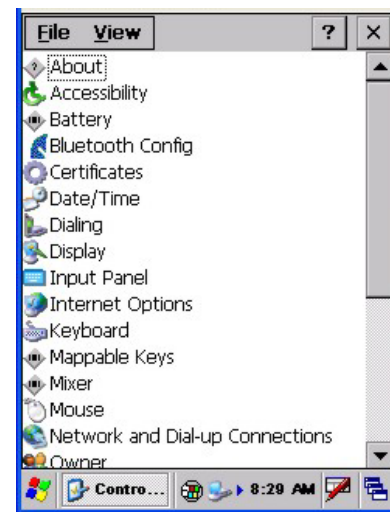 File View ? ×
About
Accessibility
Battery
Bluetooth Config
Certificates
Date/Time
Dialing
Display
Input Panel
Internet Options
Keyboard
Mappable Keys
Mixer
Mouse
Network and Dial-up Connections
Owner
Contro... 8:29 AM